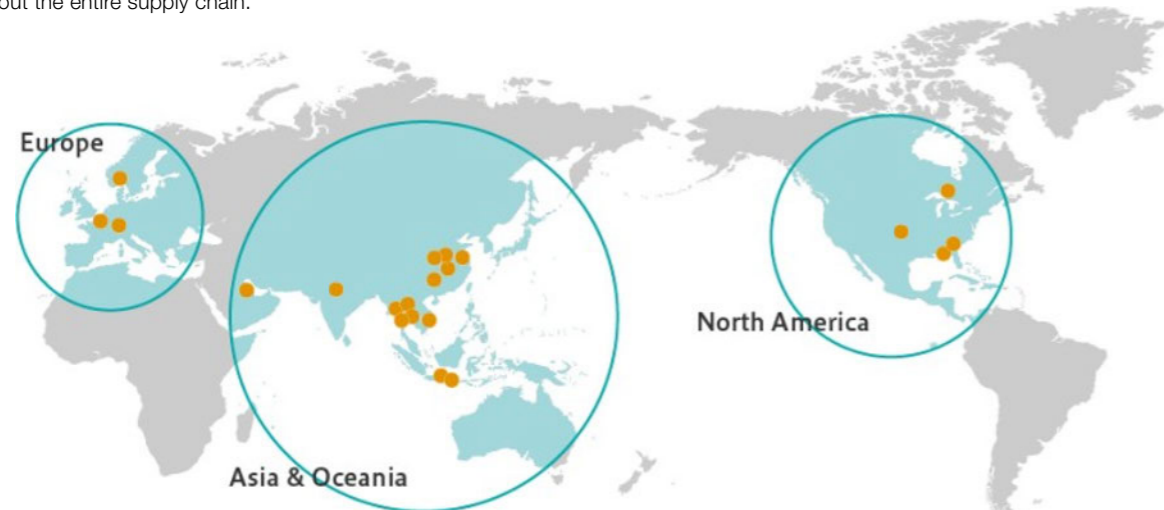 out the entire supply chain.
Europe
North America
Asia & Oceania